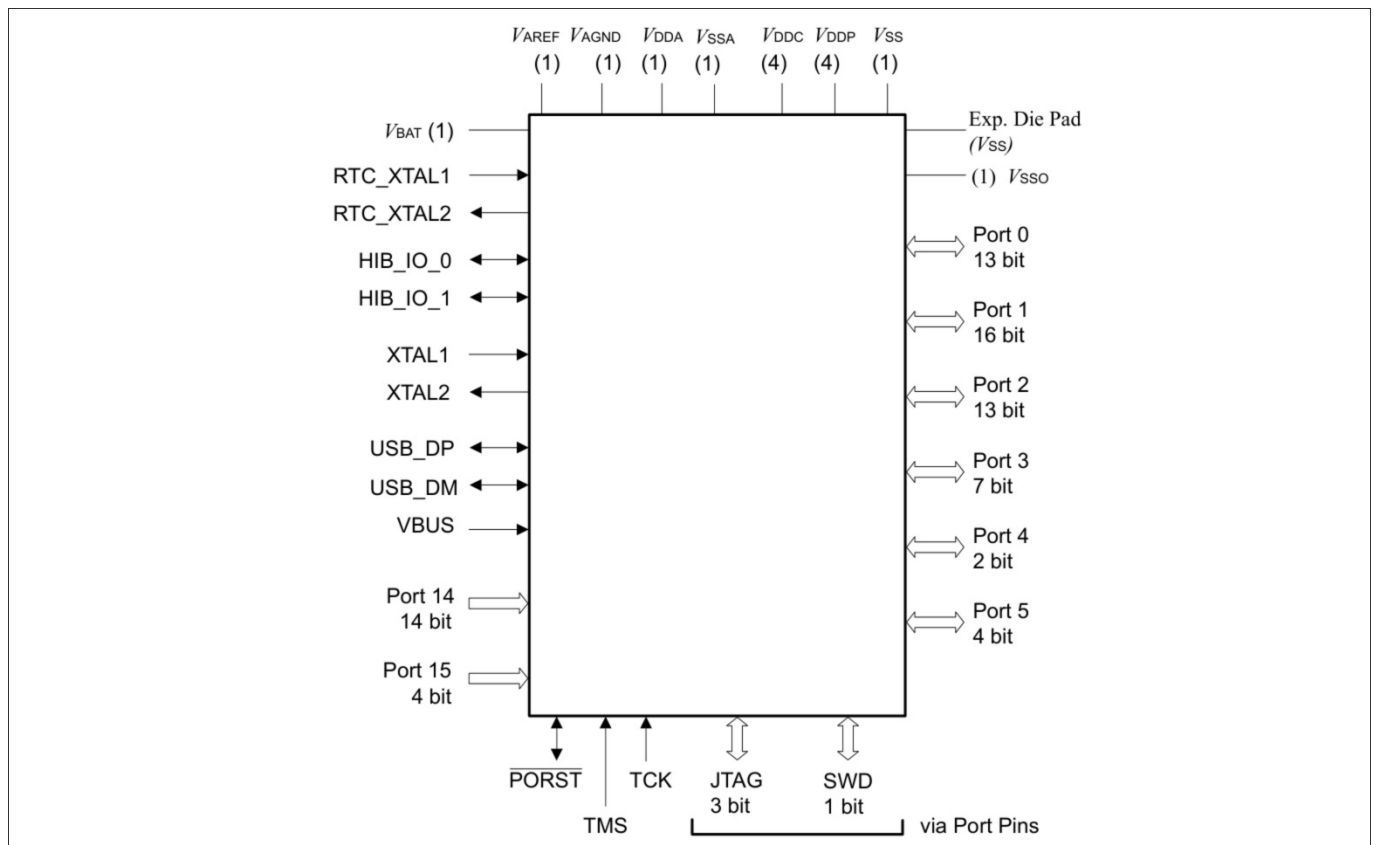 VAREF VAGND VDDA VSSA VDDC VDDP VSS
(1) (1) (1) (1) (4) (4) (1)
VBAT (1)
RTC_XTAL1
RTC_XTAL2
HIB_IO_0
HIB_IO_1
XTAL1
XTAL2
USB_DP
USB_DM
VBUS
Port 14
14 bit
Port 15
4 bit
Exp. Die Pad
(VSS)
(1) VSSO
Port 0
13 bit
Port 1
16 bit
Port 2
13 bit
Port 3
7 bit
Port 4
2 bit
Port 5
4 bit
PORST
TMS
TCK
JTAG
3 bit
SWD
1 bit
via Port Pins